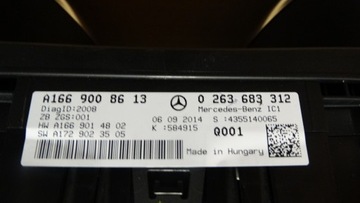 A166 900 86 13 0 263 683 312
DiagID:2008 Mercedes-Benz IC1
ZB ZGS:001 06 09 2014 S :4355140065
HW A166 901 48 02 K :584915 Q001
SW A172 902 35 05 Made in Hungary